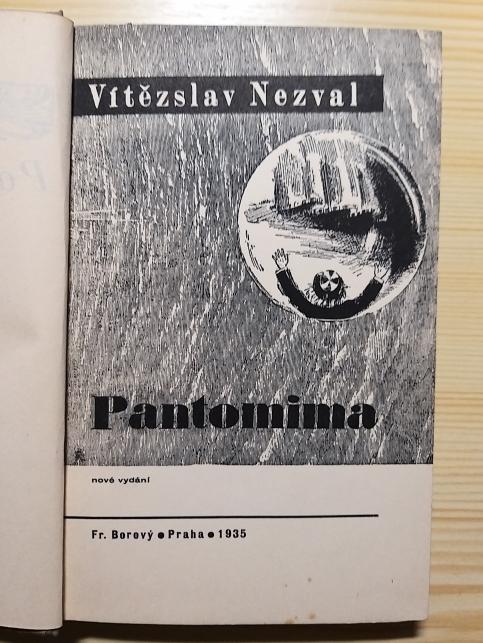 Vítězslav Nezval
Pantomima
nové vydání
Fr. Borový ● Praha ● 1935